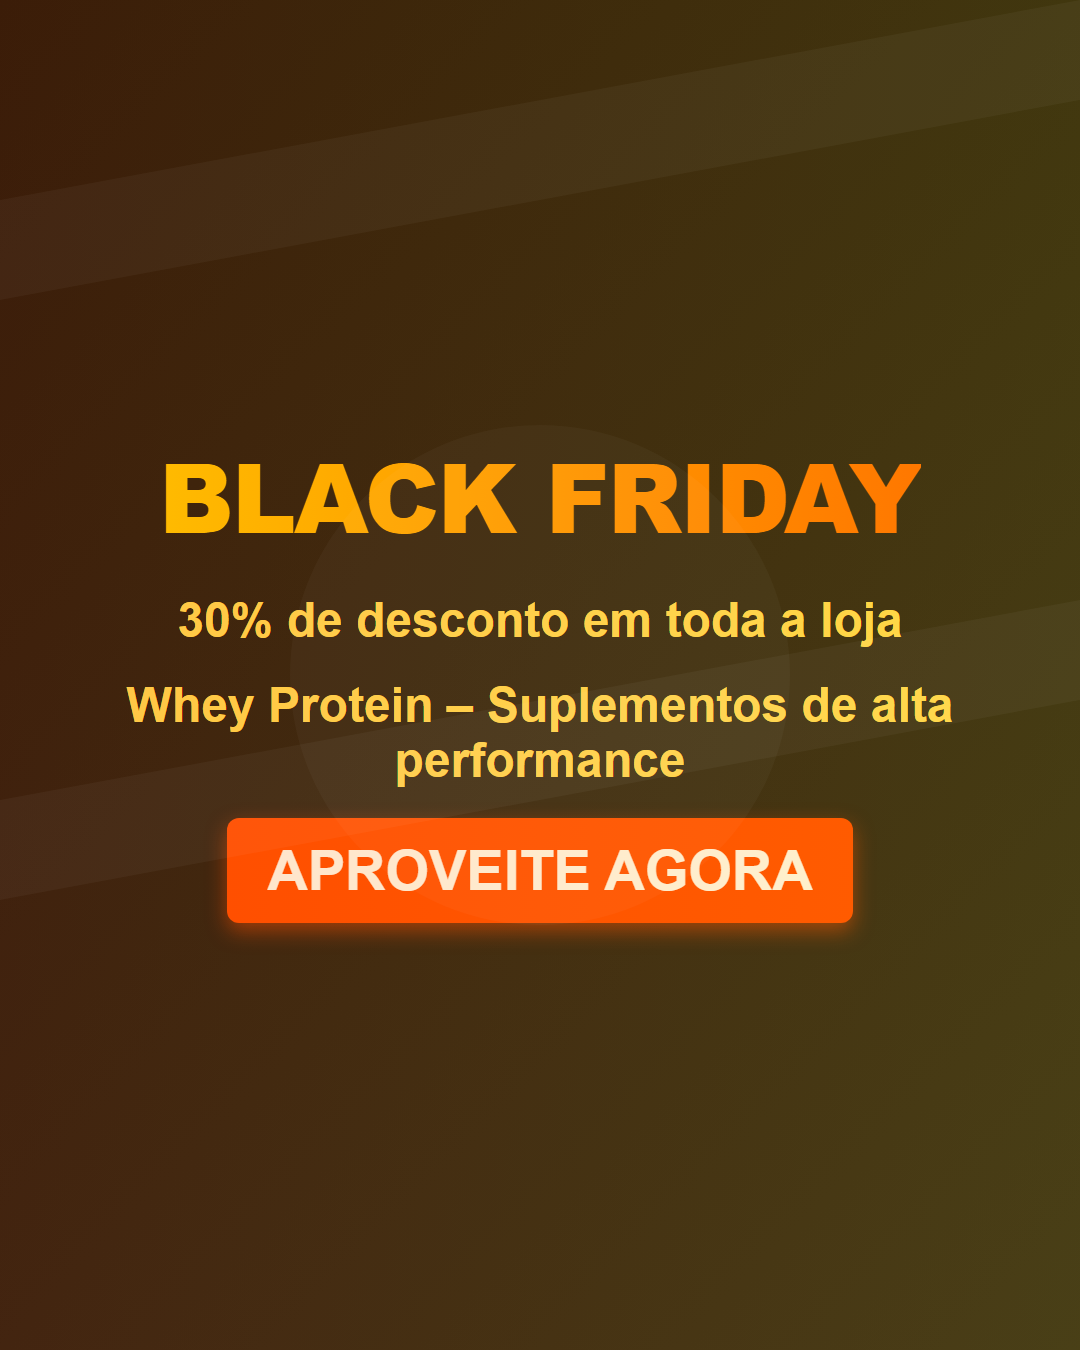 BLACK FRIDAY
30% de desconto em toda a loja
Whey Protein – Suplementos de alta
performance
APROVEITE AGORA